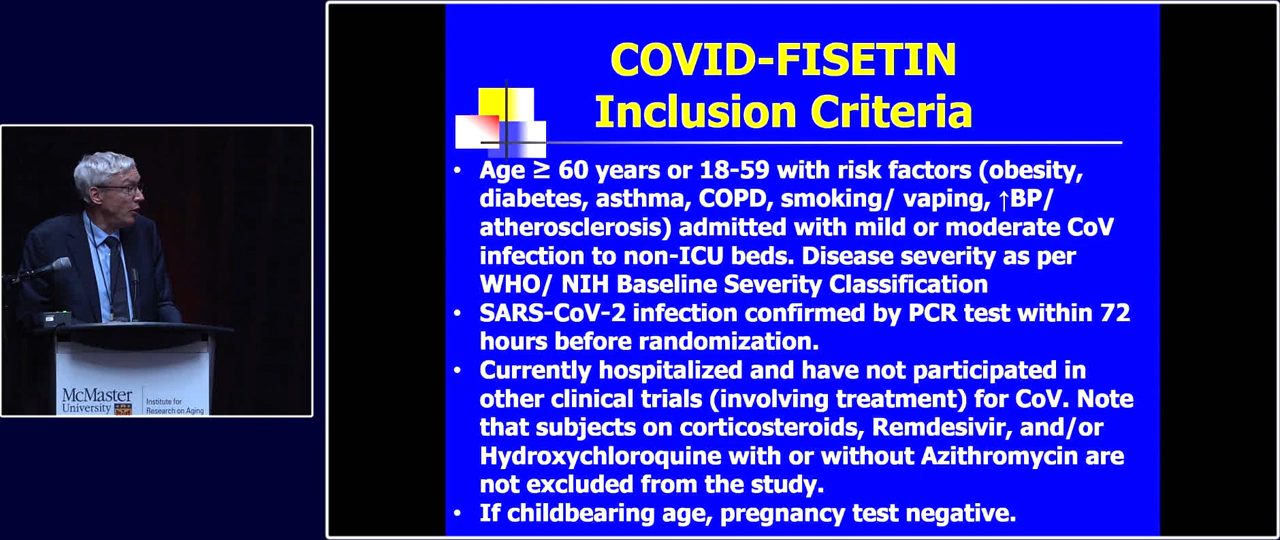 COVID-FISETIN
Inclusion Criteria
• Age ≥ 60 years or 18-59 with risk factors (obesity,
diabetes, asthma, COPD, smoking/ vaping, ↑BP/
atherosclerosis) admitted with mild or moderate CoV
infection to non-ICU beds. Disease severity as per
WHO/ NIH Baseline Severity Classification
• SARS-CoV-2 infection confirmed by PCR test within 72
hours before randomization.
• Currently hospitalized and have not participated in
other clinical trials (involving treatment) for CoV. Note
that subjects on corticosteroids, Remdesivir, and/or
Hydroxychloroquine with or without Azithromycin are
not excluded from the study.
• If childbearing age, pregnancy test negative.
McMaster
University
Institute for
Research on Aging